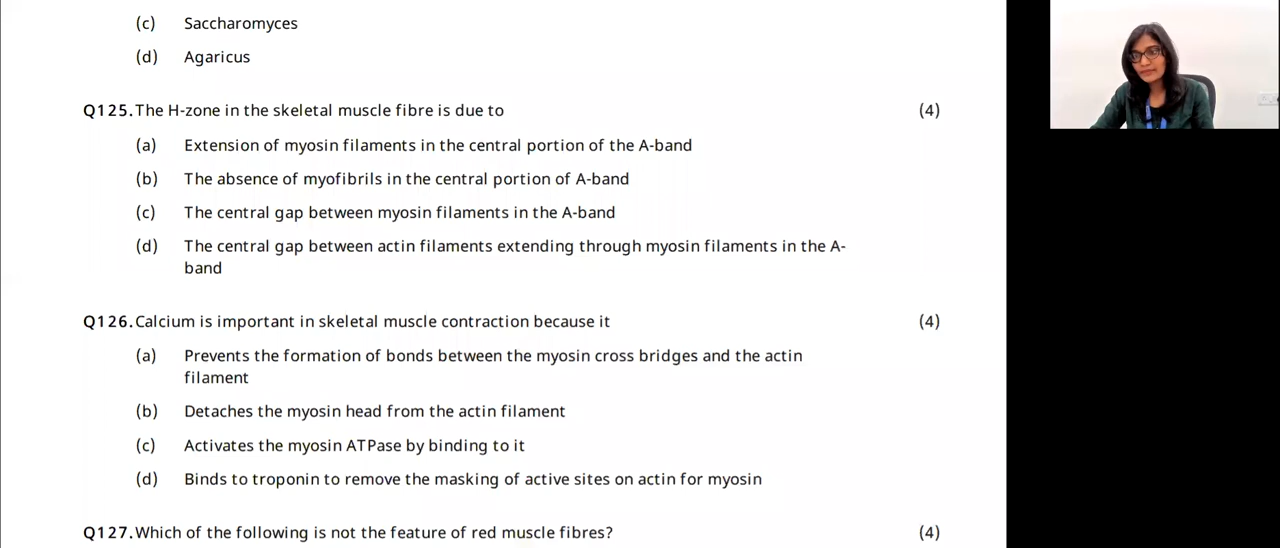 (c) Saccharomyces
(d) Agaricus
Q125. The H-zone in the skeletal muscle fibre is due to (4)
(a) Extension of myosin filaments in the central portion of the A-band
(b) The absence of myofibrils in the central portion of A-band
(c) The central gap between myosin filaments in the A-band
(d) The central gap between actin filaments extending through myosin filaments in the A-
band
Q126. Calcium is important in skeletal muscle contraction because it (4)
(a) Prevents the formation of bonds between the myosin cross bridges and the actin
filament
(b) Detaches the myosin head from the actin filament
(c) Activates the myosin ATPase by binding to it
(d) Binds to troponin to remove the masking of active sites on actin for myosin
Q127. Which of the following is not the feature of red muscle fibres? (4)